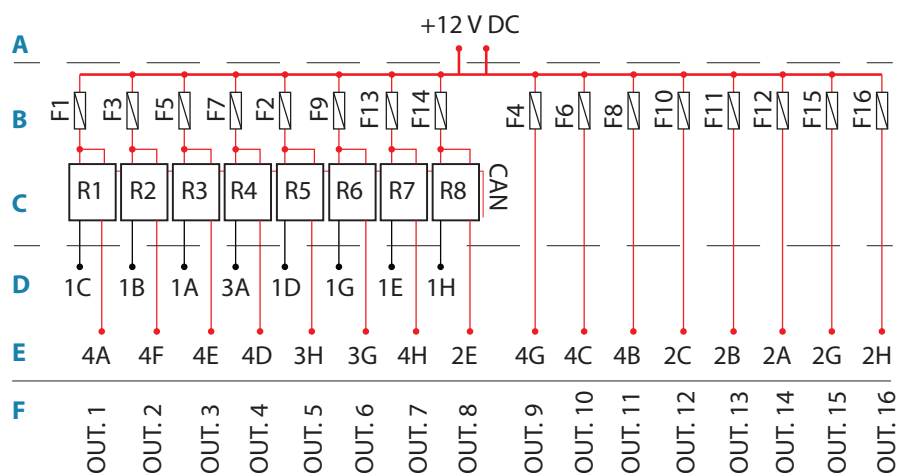 +12 V DC
A
B F1 F3 F5 F7 F2 F9 F13 F14 F4 F6 F8 F10 F11 F12 F15 F16
C R1 R2 R3 R4 R5 R6 R7 R8 CAN
D 1C 1B 1A 3A 1D 1G 1E 1H
E 4A 4F 4E 4D 3H 3G 4H 2E 4G 4C 4B 2C 2B 2A 2G 2H
F OUT. 1 OUT. 2 OUT. 3 OUT. 4 OUT. 5 OUT. 6 OUT. 7 OUT. 8 OUT. 9 OUT. 10 OUT. 11 OUT. 12 OUT. 13 OUT. 14 OUT. 15 OUT. 16